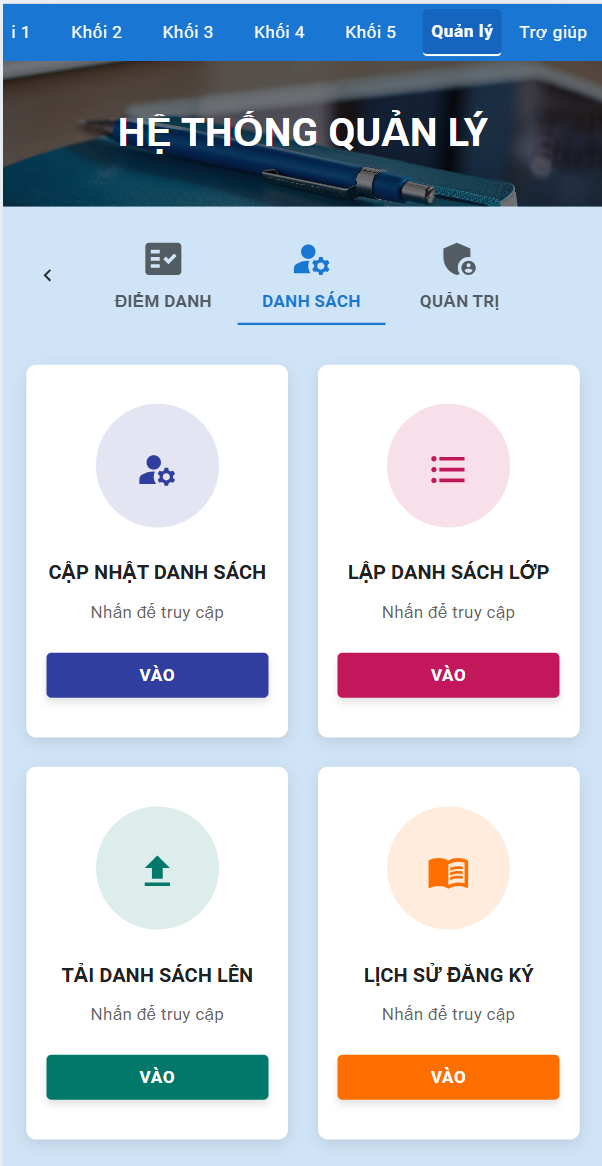 i 1 Khối 2 Khối 3 Khối 4 Khối 5 Quản lý Trợ giúp
HỆ THỐNG QUẢN LÝ
ĐIỂM DANH DANH SÁCH QUẢN TRỊ
CẬP NHẬT DANH SÁCH LẬP DANH SÁCH LỚP
Nhấn để truy cập Nhấn để truy cập
VÀO VÀO
TẢI DANH SÁCH LÊN LỊCH SỬ ĐĂNG KÝ
Nhấn để truy cập Nhấn để truy cập
VÀO VÀO